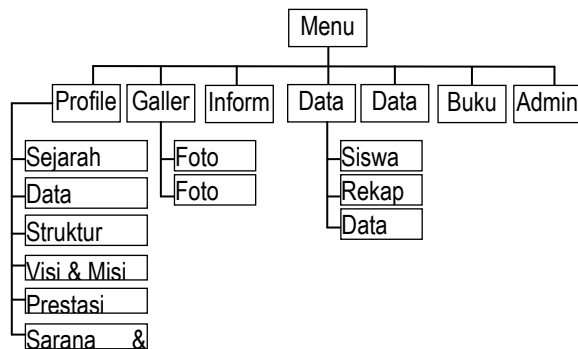 Menu
Profile Galler Inform Data Data Buku Admin
Sejarah Foto Siswa
Data Foto Rekap
Struktur Data
Visi & Misi
Prestasi
Sarana &